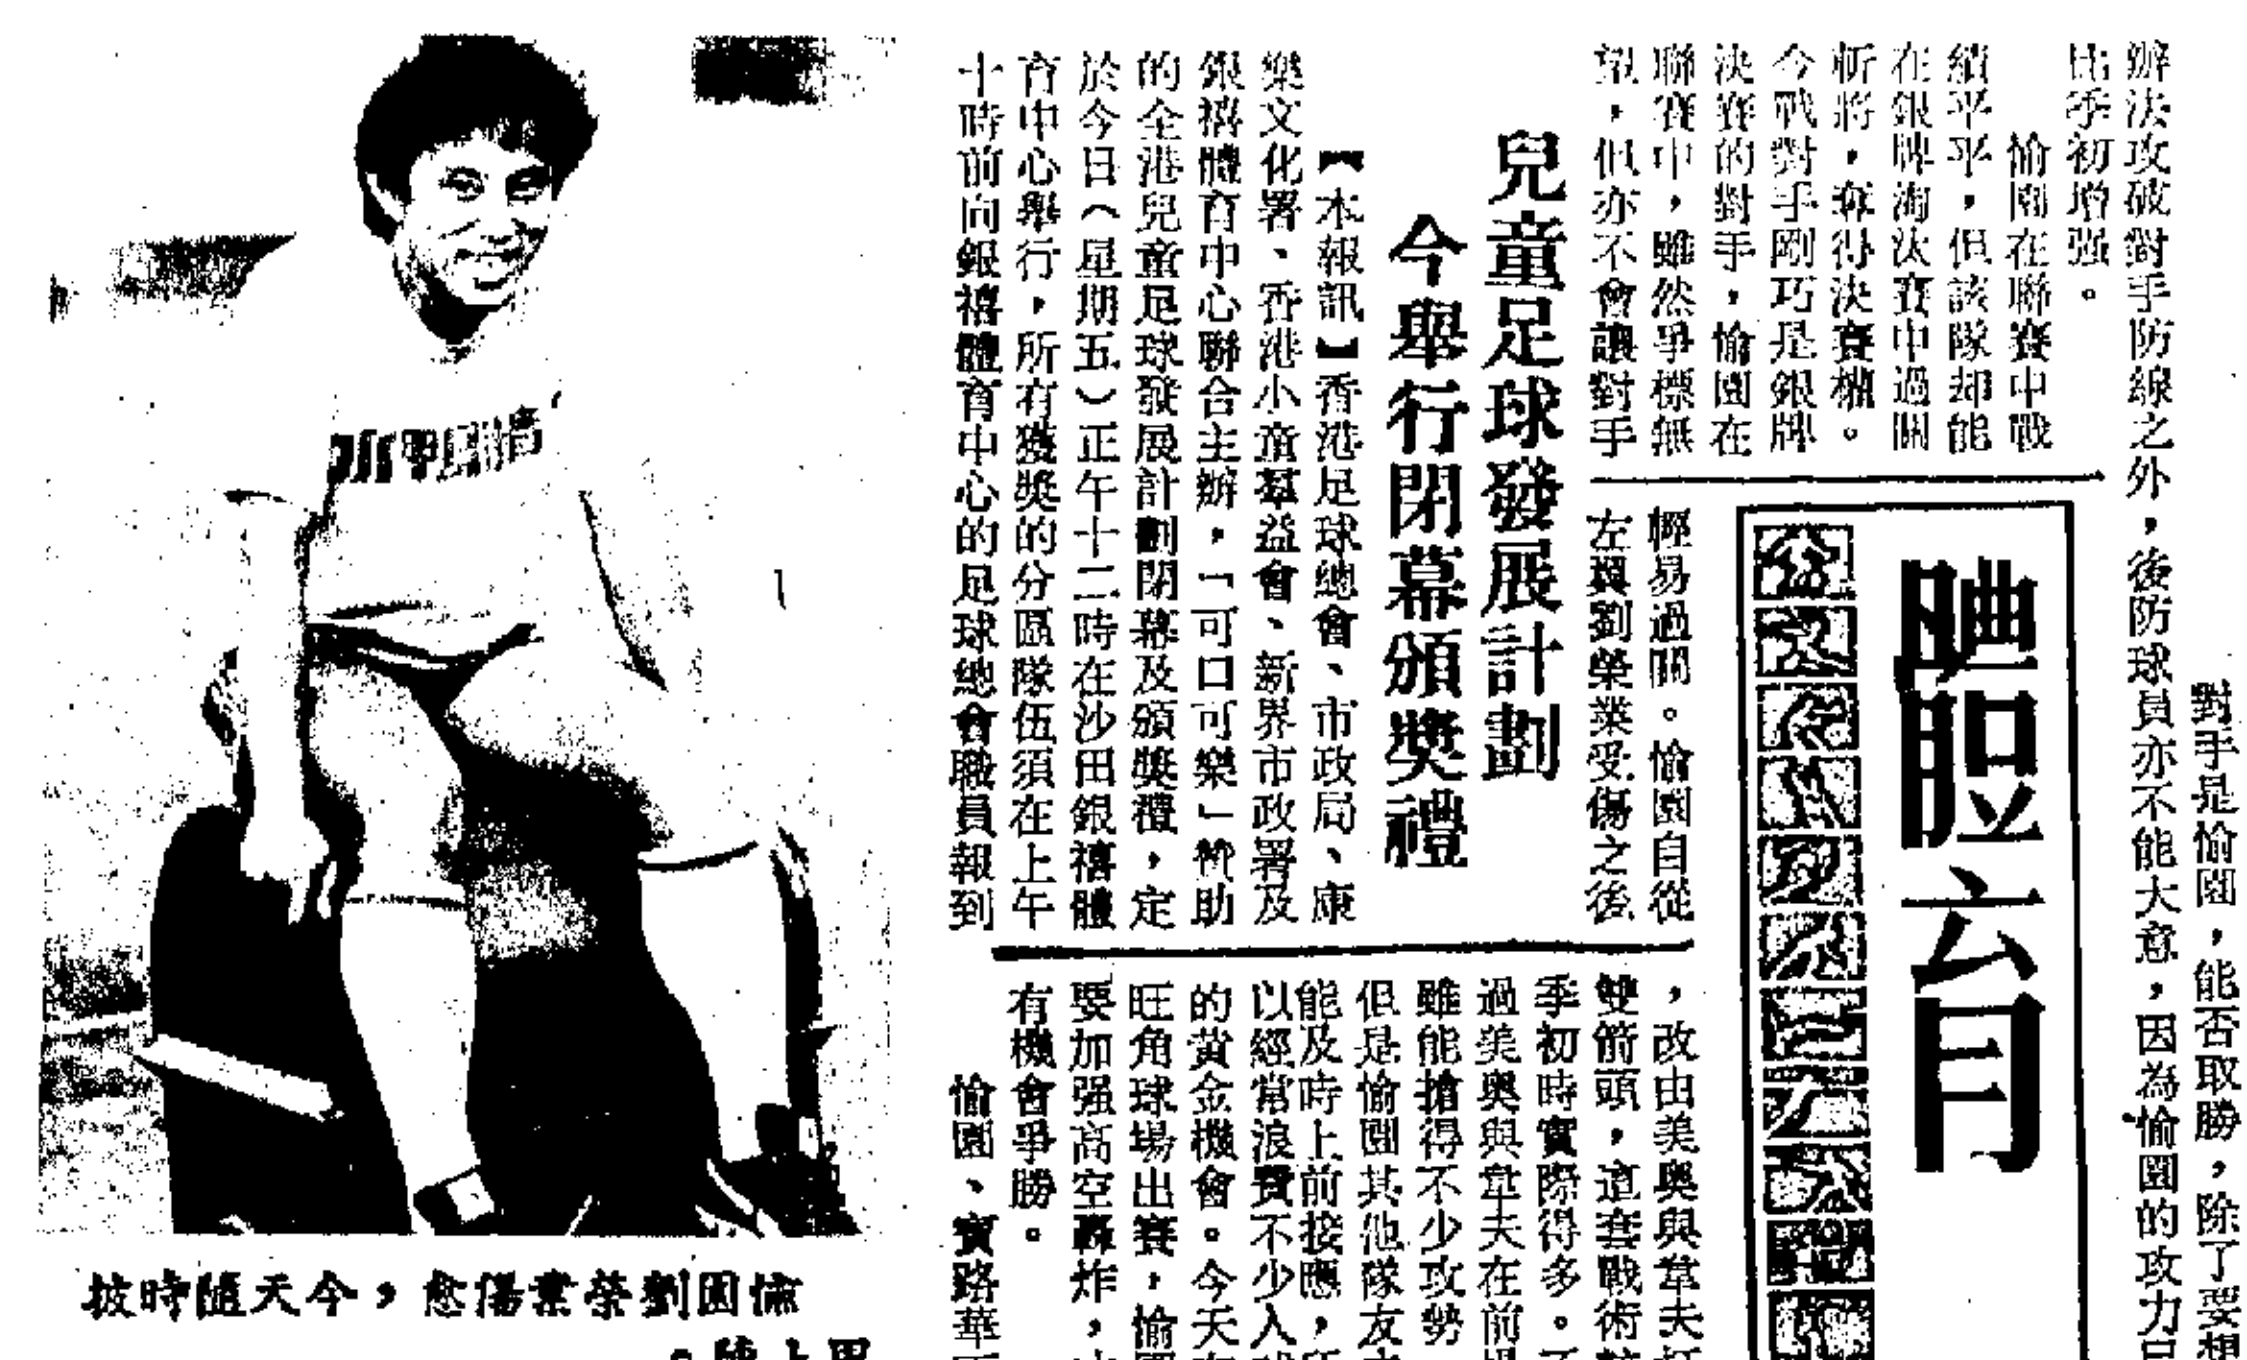 對手是愉園，能否取勝，除了要想
辦法攻破對手防線之外，後防球員亦不能大意，因為愉園的攻力已
比季初增强。
愉園在聯賽中戰
績平平，但該隊却能
在銀牌淘汰賽中過關
斬將，奪得決賽權。
今戰對手剛巧是銀牌
決賽的對手，愉園在
聯賽中，雖然爭標無
望，但亦不會讓對手
輕易過關。愉園自從
左翼劉榮業受傷之後
，改由美奧與韋夫打
雙箭頭，這套戰術較
季初時實際得多。不
過美奧與韋夫在前場
雖能搶得不少攻勢
但是愉園其他隊友
能及時上前接應，所
以經常浪費不少入球
的黃金機會。今天在
旺角球場出賽，愉園
要加强高空轟炸，
有機會爭勝。
愉園、寶路華
體育
兒童足球發展計劃
今舉行閉幕頒獎禮
【本報訊】香港足球總會、市政局、康
樂文化署、香港小童羣益會、新界市政署及
銀禧體育中心聯合主辦，「可口可樂」贊助
的全港兒童足球發展計劃閉幕及頒獎禮，定
於今日（星期五）正午十二時在沙田銀禧體
育中心舉行，所有獲獎的分區隊伍須在上午
十時前向銀禧體育中心的足球總會職員報到
愉園劉榮業傷愈，今天隨時披
甲上陣。